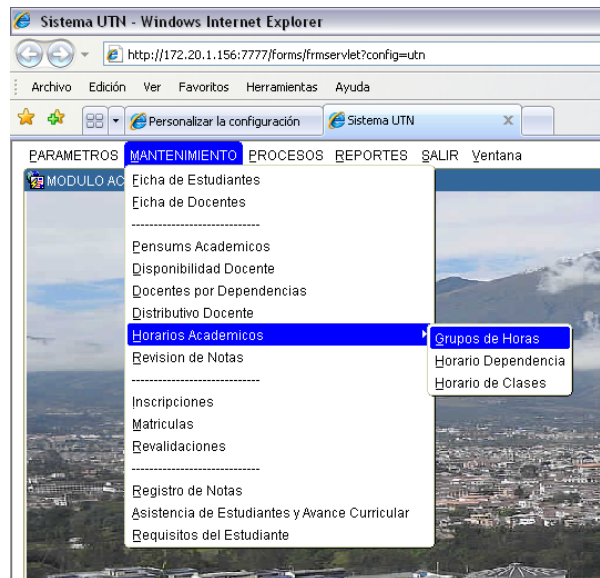 Sistema UTN - Windows Internet Explorer
http://172.20.1.156:7777/forms/frmservlet?config=utn
Archivo Edición Ver Favoritos Herramientas Ayuda
Personalizar la configuración Sistema UTN X
PARAMETROS MANTENIMIENTO PROCESOS REPORTES SALIR Ventana
MODULO AC
Ficha de Estudiantes
Ficha de Docentes
----------------------------
Pensums Academicos
Disponibilidad Docente
Docentes por Dependencias
Distributivo Docente
Horarios Academicos
Grupos de Horas
Horario Dependencia
Horario de Clases
Revision de Notas
----------------------------
Inscripciones
Matriculas
Revalidaciones
----------------------------
Registro de Notas
Asistencia de Estudiantes y Avance Curricular
Requisitos del Estudiante